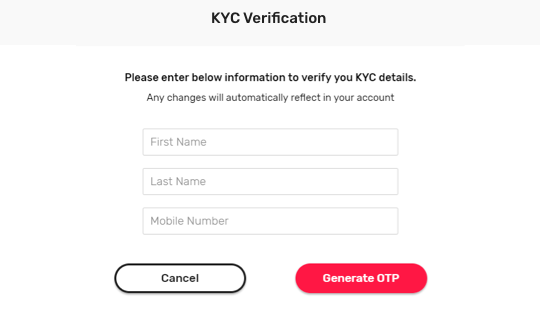 KYC Verification
Please enter below information to verify you KYC details.
Any changes will automatically reflect in your account
First Name
Last Name
Mobile Number
Cancel
Generate OTP